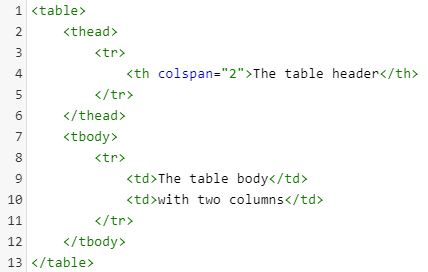 1 <table>
2     <thead>
3         <tr>
4             <th colspan="2">The table header</th>
5         </tr>
6     </thead>
7     <tbody>
8         <tr>
9             <td>The table body</td>
10             <td>with two columns</td>
11         </tr>
12     </tbody>
13 </table>